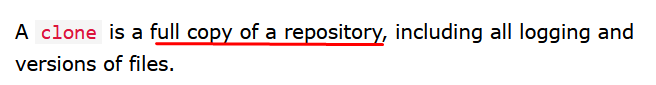 A clone is a full copy of a repository, including all logging and
versions of files.